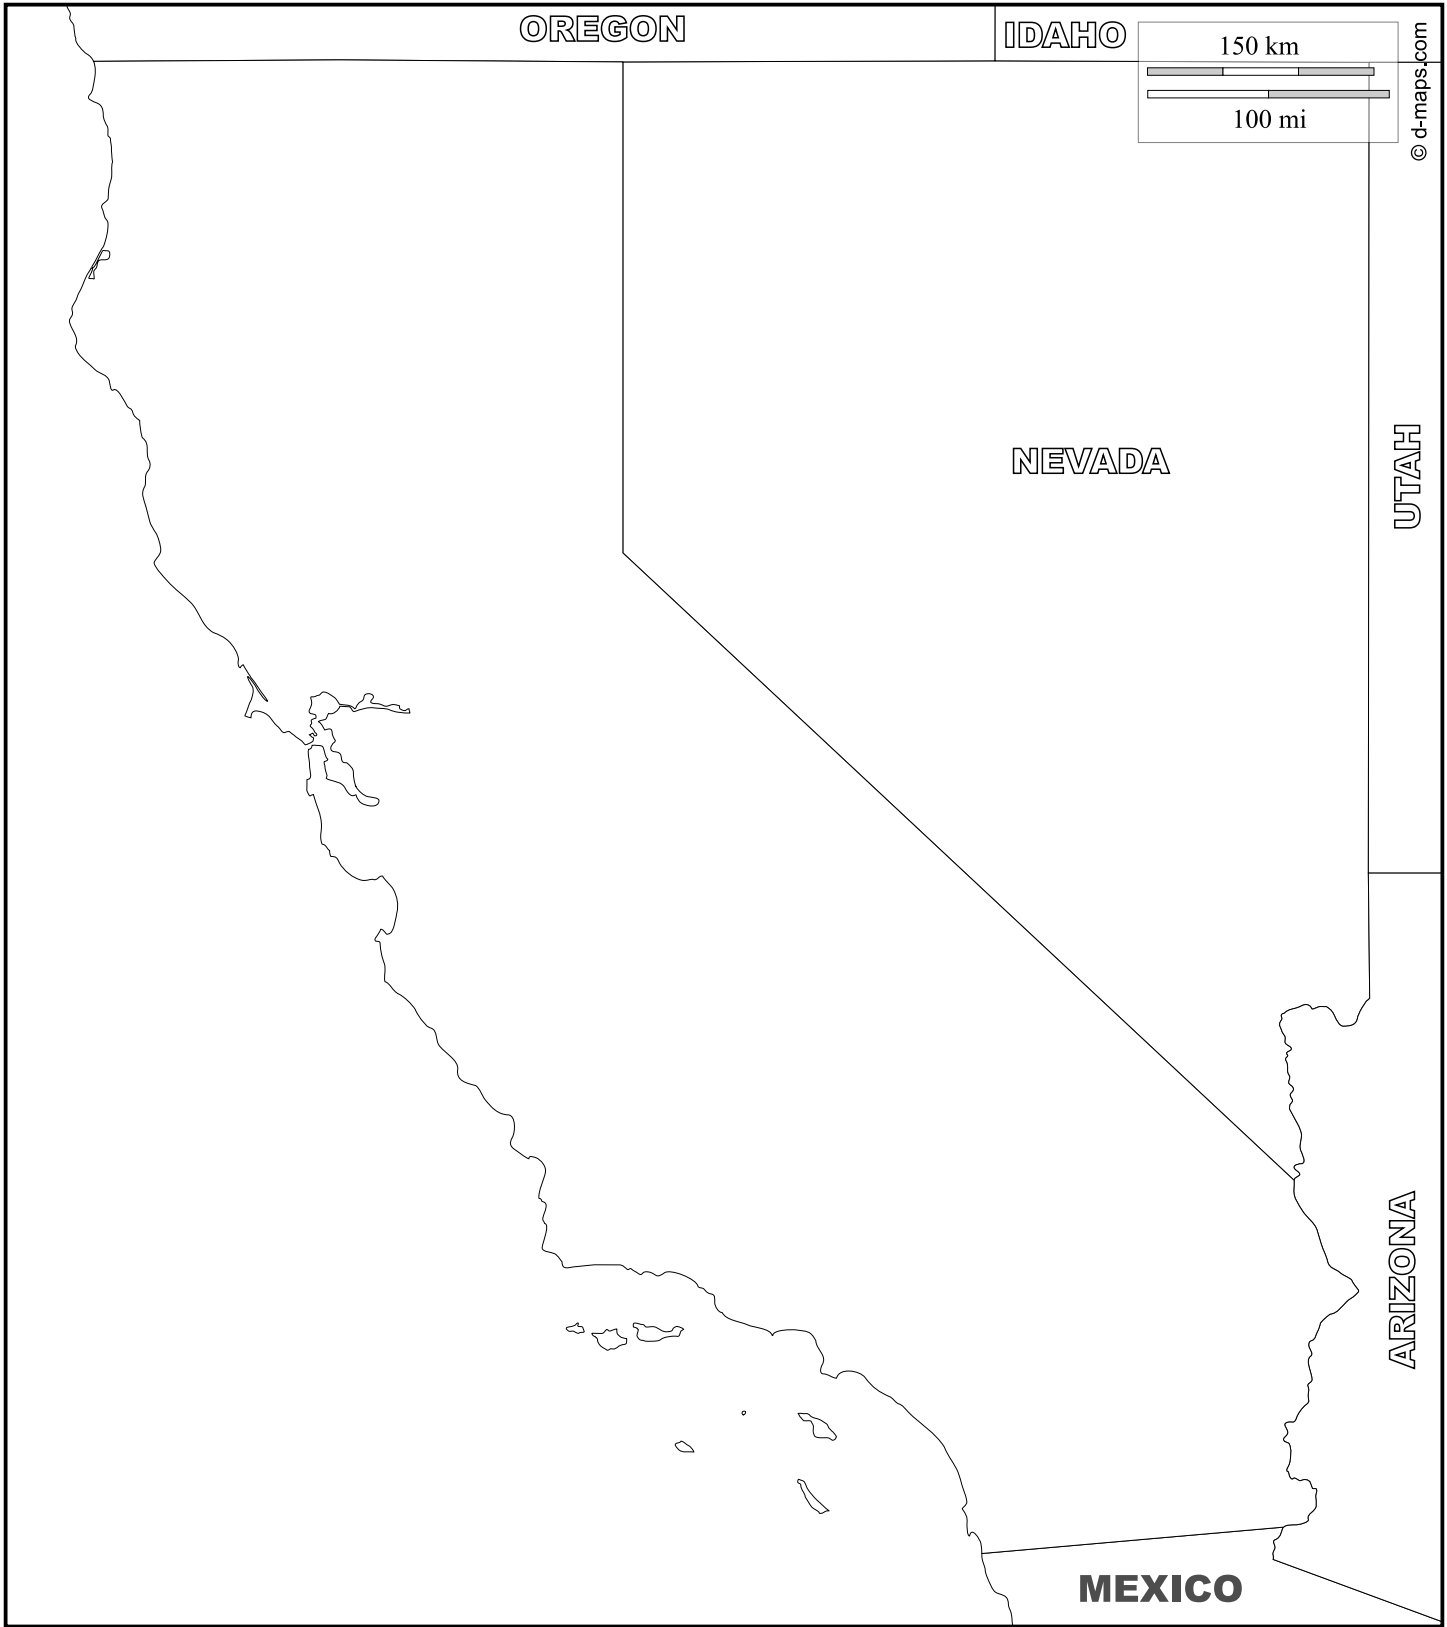 OREGON
IDAHO
150 km
100 mi
© d-maps.com
NEVADA
UTAH
ARIZONA
MEXICO